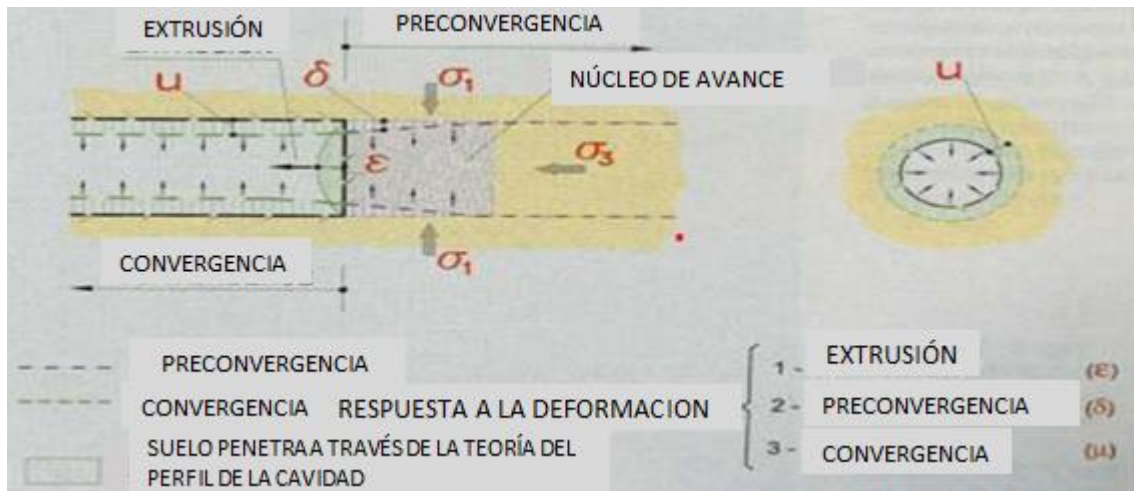 EXTRUSIÓN
PRECONVERGENCIA
u
δ
σ1
NÚCLEO DE AVANCE
u
ε
σ3
CONVERGENCIA
σ1
PRECONVERGENCIA
CONVERGENCIA
SUELO PENETRA A TRAVÉS DE LA TEORÍA DEL
PERFIL DE LA CAVIDAD
RESPUESTA A LA DEFORMACION
1 - EXTRUSIÓN (ε)
2 - PRECONVERGENCIA (δ)
3 - CONVERGENCIA (μ)